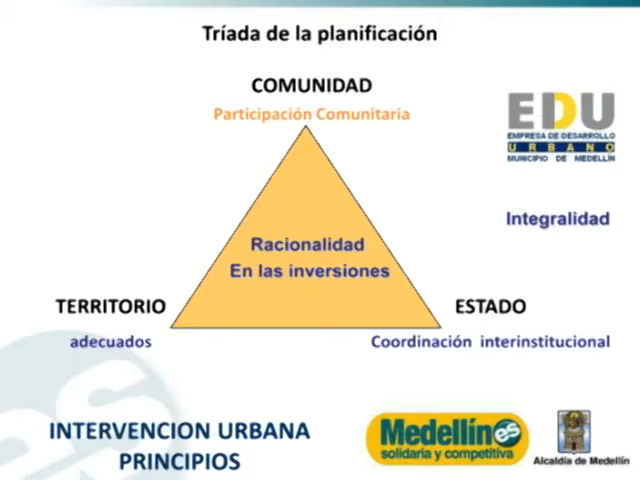 Tríada de la planificación
COMUNIDAD
Participación Comunitaria
EDU
EMPRESA DE DESARROLLO
URBANO
MUNICIPIO DE MEDELLÍN
Integralidad
Racionalidad
En las inversiones
TERRITORIO
ESTADO
adecuados
Coordinación interinstitucional
INTERVENCION URBANA
PRINCIPIOS
Medellín es
solidaria y competitiva
Alcaldía de Medellín